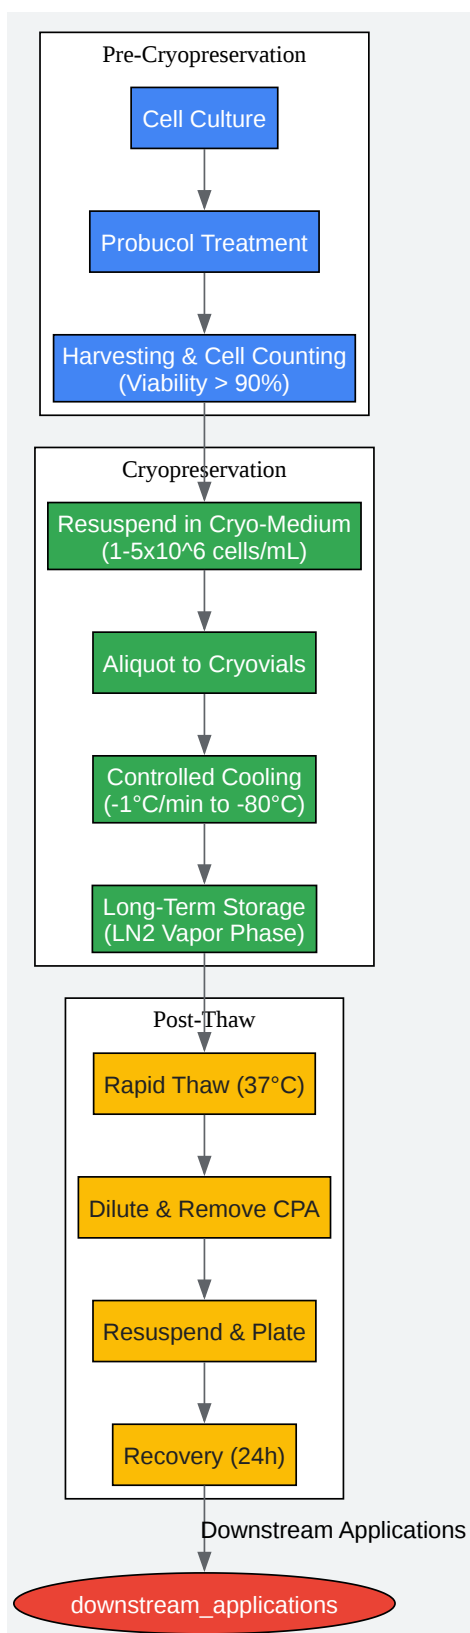 Pre-Cryopreservation
Cell Culture
Probucol Treatment
Harvesting & Cell Counting
(Viability > 90%)
Cryopreservation
Resuspend in Cryo-Medium
(1-5x10^6 cells/mL)
Aliquot to Cryovials
Controlled Cooling
(-1°C/min to -80°C)
Long-Term Storage
(LN2 Vapor Phase)
Post-Thaw
Rapid Thaw (37°C)
Dilute & Remove CPA
Resuspend & Plate
Recovery (24h)
Downstream Applications
downstream_applications